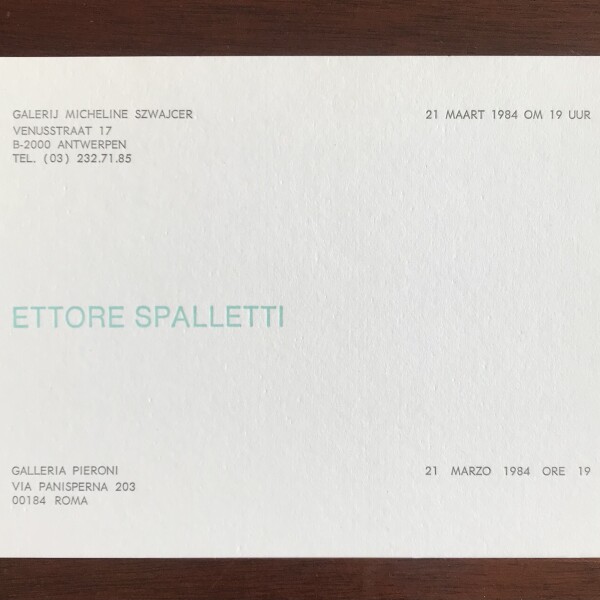 GALERIJ MICHELINE SZWAJCER
21 MAART 1984 OM 19 UUR
VENUSSTRAAT 17
B-2000 ANTWERPEN
TEL. (03) 232.71.85
ETTORE SPALLETTI
GALLERIA PIERONI
21 MARZO 1984 ORE 19
VIA PANISPERNA 203
00184 ROMA